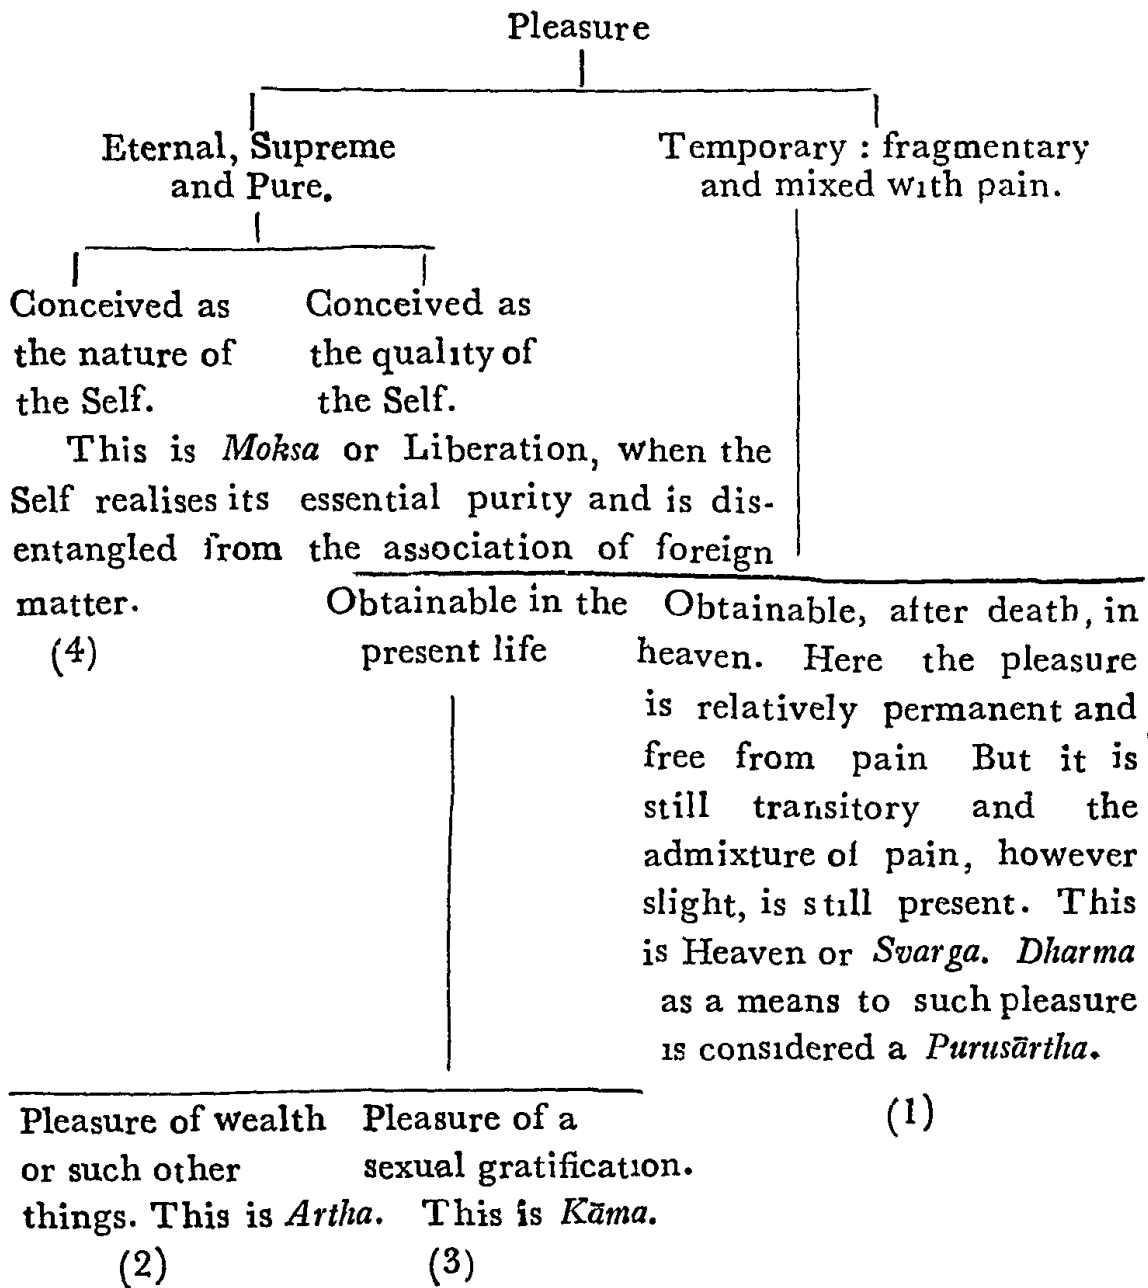 Pleasure
Eternal, Supreme
and Pure.
Temporary : fragmentary
and mixed with pain.
Conceived as
the nature of
the Self.
Conceived as
the quality of
the Self.
This is Moksa or Liberation, when the
Self realises its essential purity and is dis-
entangled from the association of foreign
matter.
(4)
Obtainable in the
present life
Obtainable, after death, in
heaven. Here the pleasure
is relatively permanent and
free from pain But it is
still transitory and the
admixture of pain, however
slight, is still present. This
is Heaven or Svarga. Dharma
as a means to such pleasure
is considered a Purusārtha.
(1)
Pleasure of wealth
or such other
things. This is Artha.
(2)
Pleasure of a
sexual gratification.
This is Kāma.
(3)